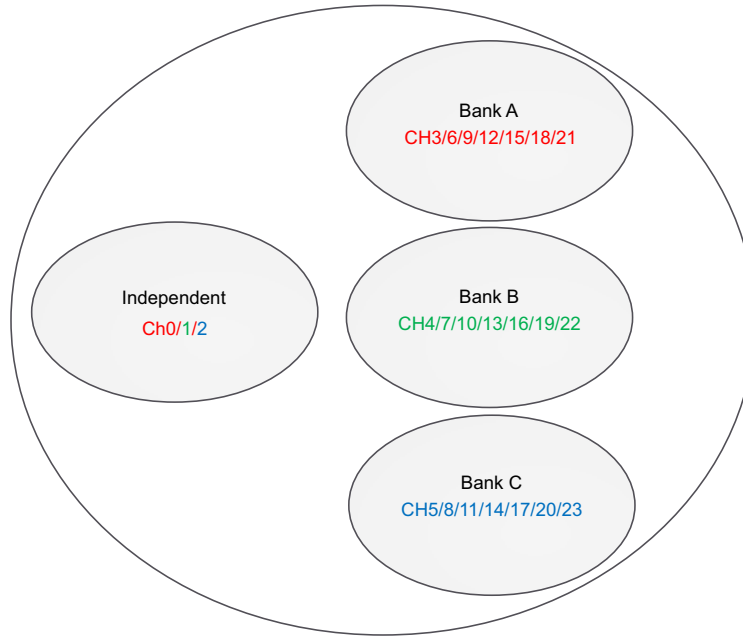 Bank A
CH3/6/9/12/15/18/21
Independent
Ch0/1/2
Bank B
CH4/7/10/13/16/19/22
Bank C
CH5/8/11/14/17/20/23